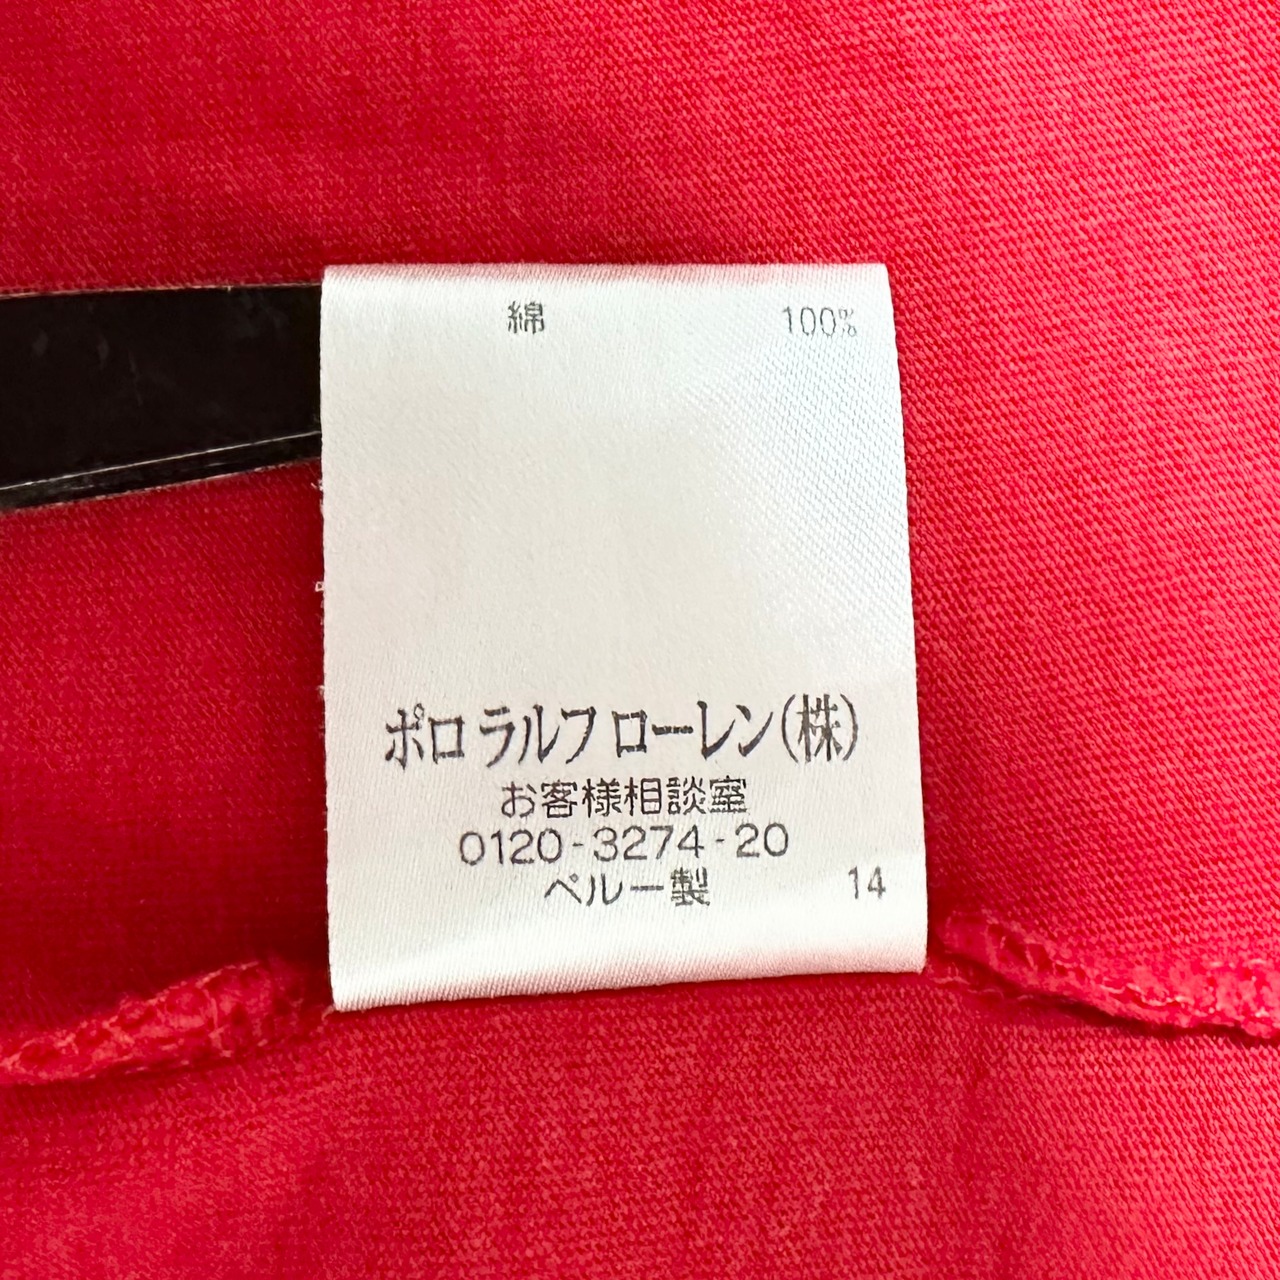 綿 100%
ポロ ラルフ ローレン(株)
お客様相談室
0120-3274-20
ペルー製 14